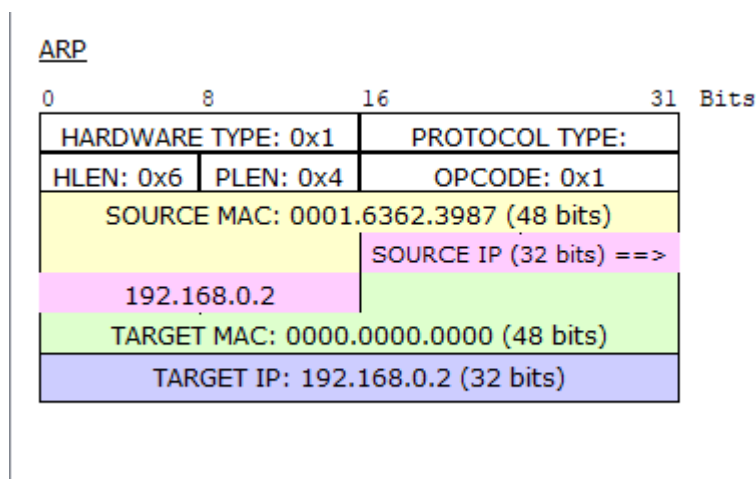 ARP
0 8 16 31 Bits
HARDWARE TYPE: 0x1 PROTOCOL TYPE:
HLEN: 0x6 PLEN: 0x4 OPCODE: 0x1
SOURCE MAC: 0001.6362.3987 (48 bits)
SOURCE IP (32 bits) ==>
192.168.0.2
TARGET MAC: 0000.0000.0000 (48 bits)
TARGET IP: 192.168.0.2 (32 bits)